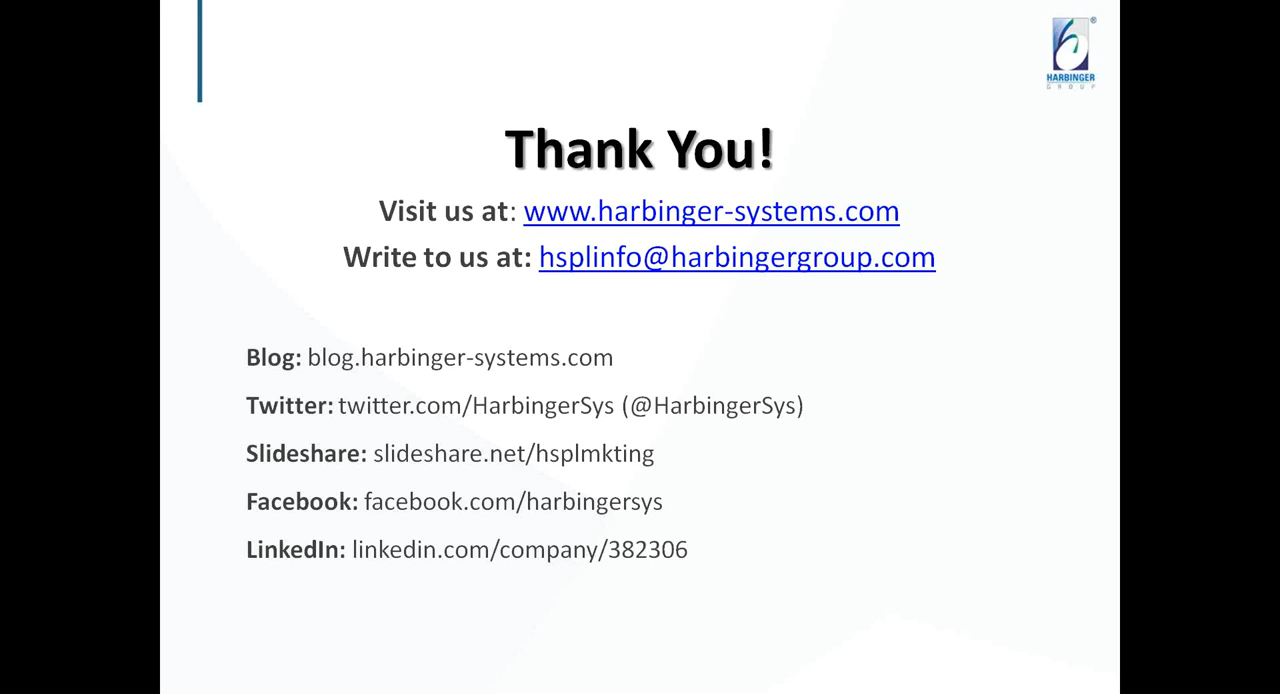 ®
HARBINGER
GROUP
Thank You!
Visit us at: www.harbinger-systems.com
Write to us at: hsplinfo@harbingergroup.com
Blog: blog.harbinger-systems.com
Twitter: twitter.com/HarbingerSys (@HarbingerSys)
Slideshare: slideshare.net/hsplmkting
Facebook: facebook.com/harbingersys
LinkedIn: linkedin.com/company/382306